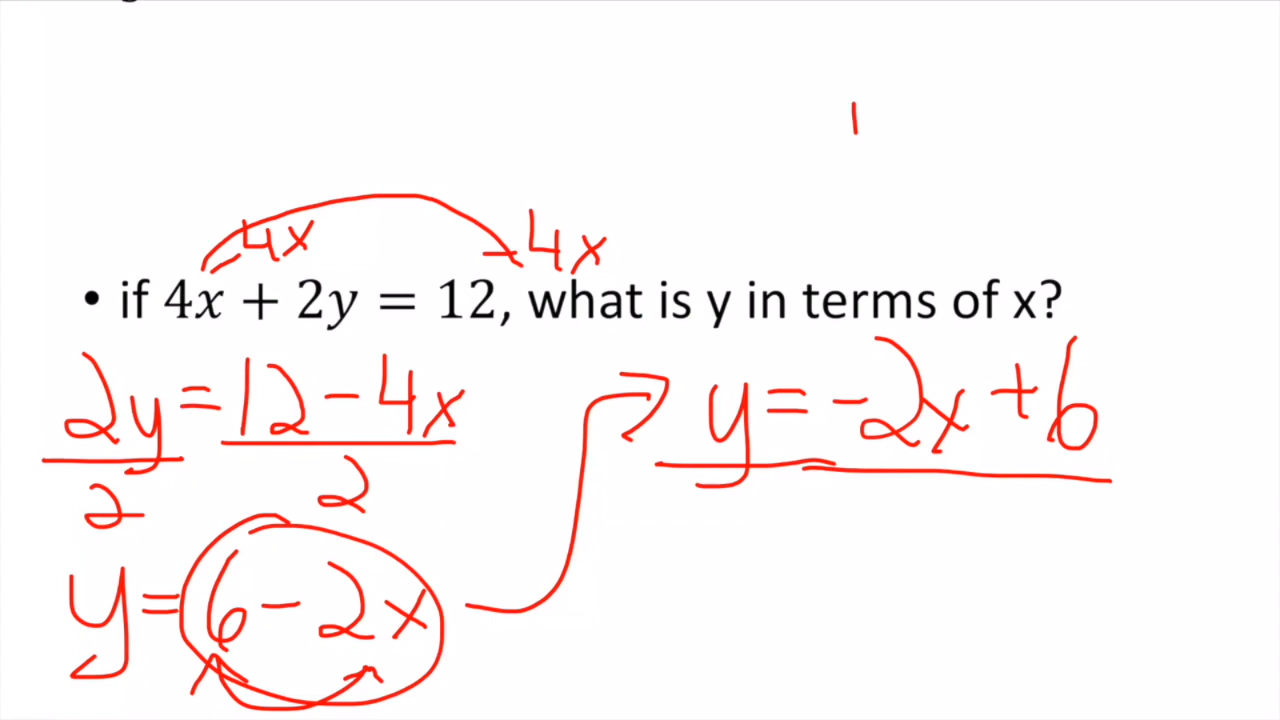 -4x -4x
• if 4x + 2y = 12, what is y in terms of x?
2y = 12 - 4x
2 2
y = 6 - 2x
y = -2x + 6